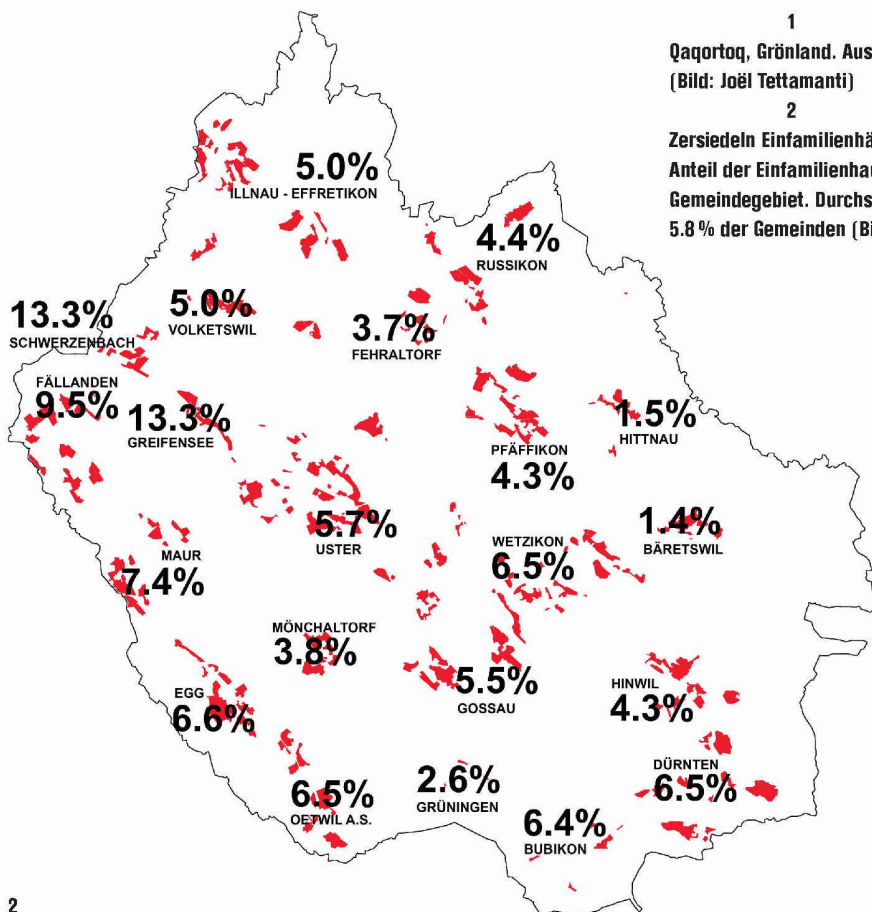 1
Qaqortoq, Grönland. Aus
(Bild: Joël Tettamanti)
2
Zersiedeln Einfamilienhä
Anteil der Einfamilienhau
Gemeindegebiet. Durchs
5.8 % der Gemeinden (Bi
5.0%
ILLNAU - EFFRETIKON
4.4%
RUSSIKON
13.3%
SCHWERZENBACH
5.0%
VOLKETSWIL
3.7%
FEHRALTORF
FÄLLANDEN
9.5%
13.3%
GREIFENSEE
1.5%
HITTNAU
PFÄFFIKON
4.3%
5.7%
USTER
1.4%
BÄRETSWIL
WETZIKON
6.5%
MAUR
7.4%
MÖNCHALTORF
3.8%
5.5%
GOSSAU
HINWIL
4.3%
EGG
6.6%
DÜRNTEN
6.5%
6.5%
OETWIL A.S.
2.6%
GRÜNINGEN
6.4%
BUBIKON
2